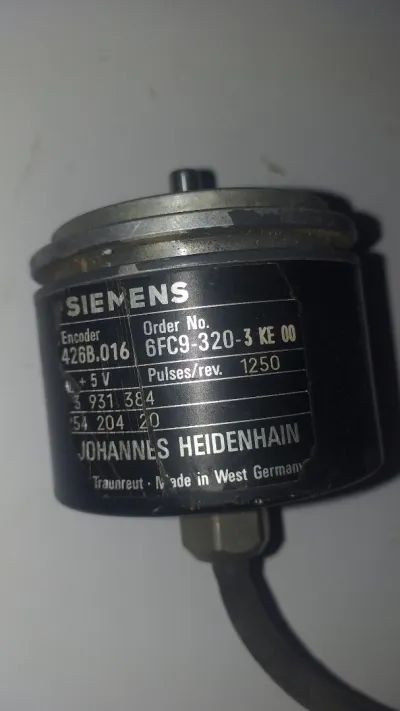 SIEMENS
Encoder Order No.
426B.016 6FC9-320-3 KE 00
+ 5 V Pulses/rev. 1250
3 931 384
254 204 20
JOHANNES HEIDENHAIN
Traunreut · Made in West Germany